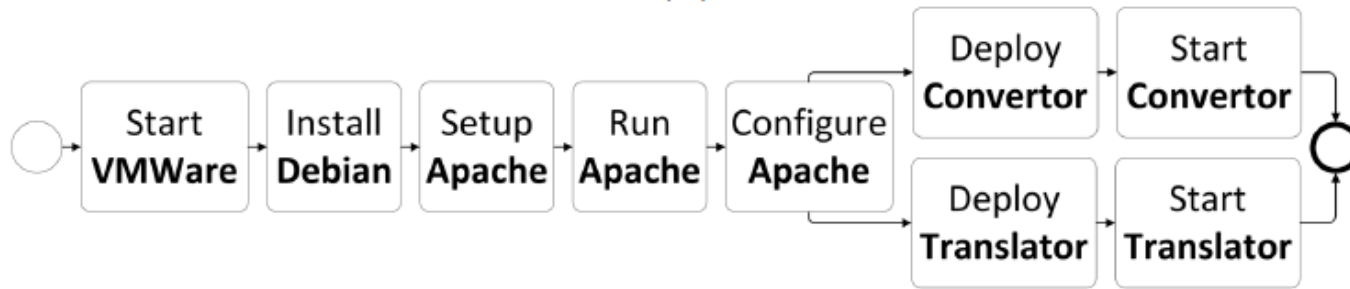 Start
VMWare
Install
Debian
Setup
Apache
Run
Apache
Configure
Apache
Deploy
Convertor
Start
Convertor
Deploy
Translator
Start
Translator